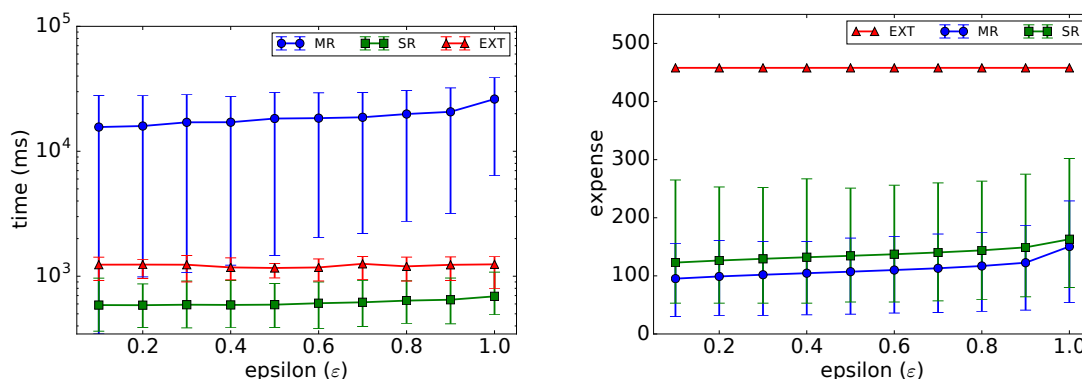 10^5
10^4
10^3
time (ms)
MR SR EXT
0.2 0.4 0.6 0.8 1.0
epsilon (ε)
500
400
300
200
100
0
expense
EXT MR SR
0.2 0.4 0.6 0.8 1.0
epsilon (ε)